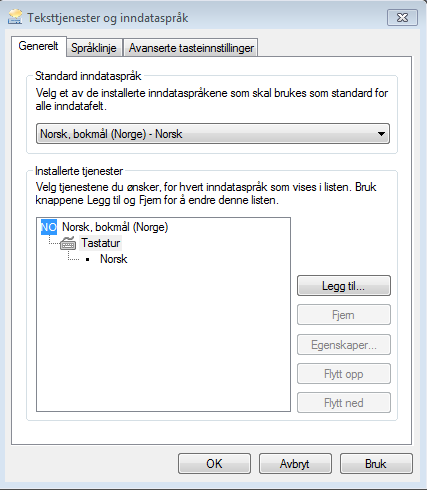 Teksttjenester og inndataspråk
Generelt
Språklinje
Avanserte tasteinnstillinger
Standard inndataspråk
Velg et av de installerte inndataspråkene som skal brukes som standard for
alle inndatafelt.
Norsk, bokmål (Norge) - Norsk
Installerte tjenester
Velg tjenestene du ønsker, for hvert inndataspråk som vises i listen. Bruk
knappene Legg til og Fjern for å endre denne listen.
NO Norsk, bokmål (Norge)
Tastatur
Norsk
Legg til...
Fjern
Egenskaper...
Flytt opp
Flytt ned
OK
Avbryt
Bruk